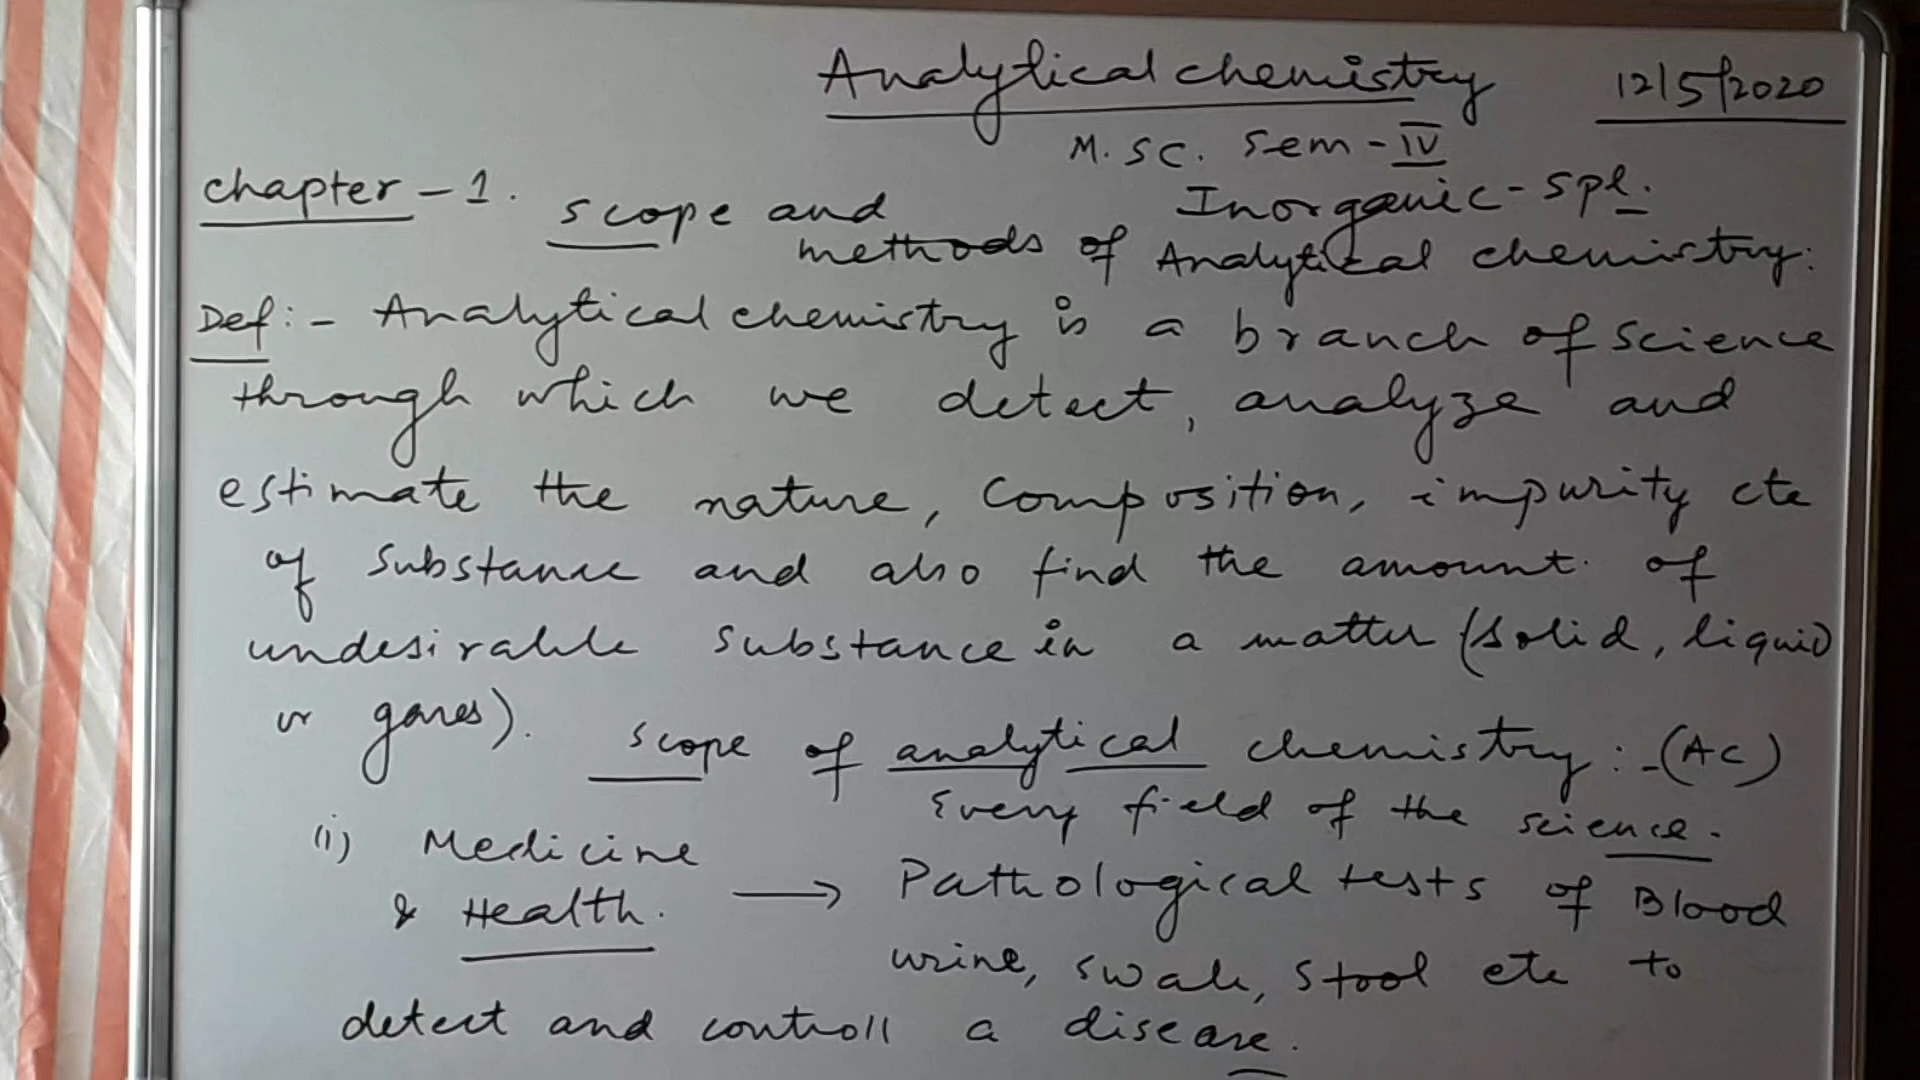 Analytical chemistry 12/5/2020
M.SC. Sem-IV
Chapter-1. Scope and Inorganic-Spl.
methods of Analytical chemistry:
Def:- Analytical chemistry is a branch of science
through which we detect, analyze and
estimate the nature, Composition, impurity etc
of Substance and also find the amount of
undesirable Substance in a matter (Solid, liquid
or gases).
Scope of analytical chemistry:-(AC)
Every field of the science.
(i) Medicine
& Health. → Pathological tests of Blood
urine, swab, Stool etc to
detect and controll a disease.